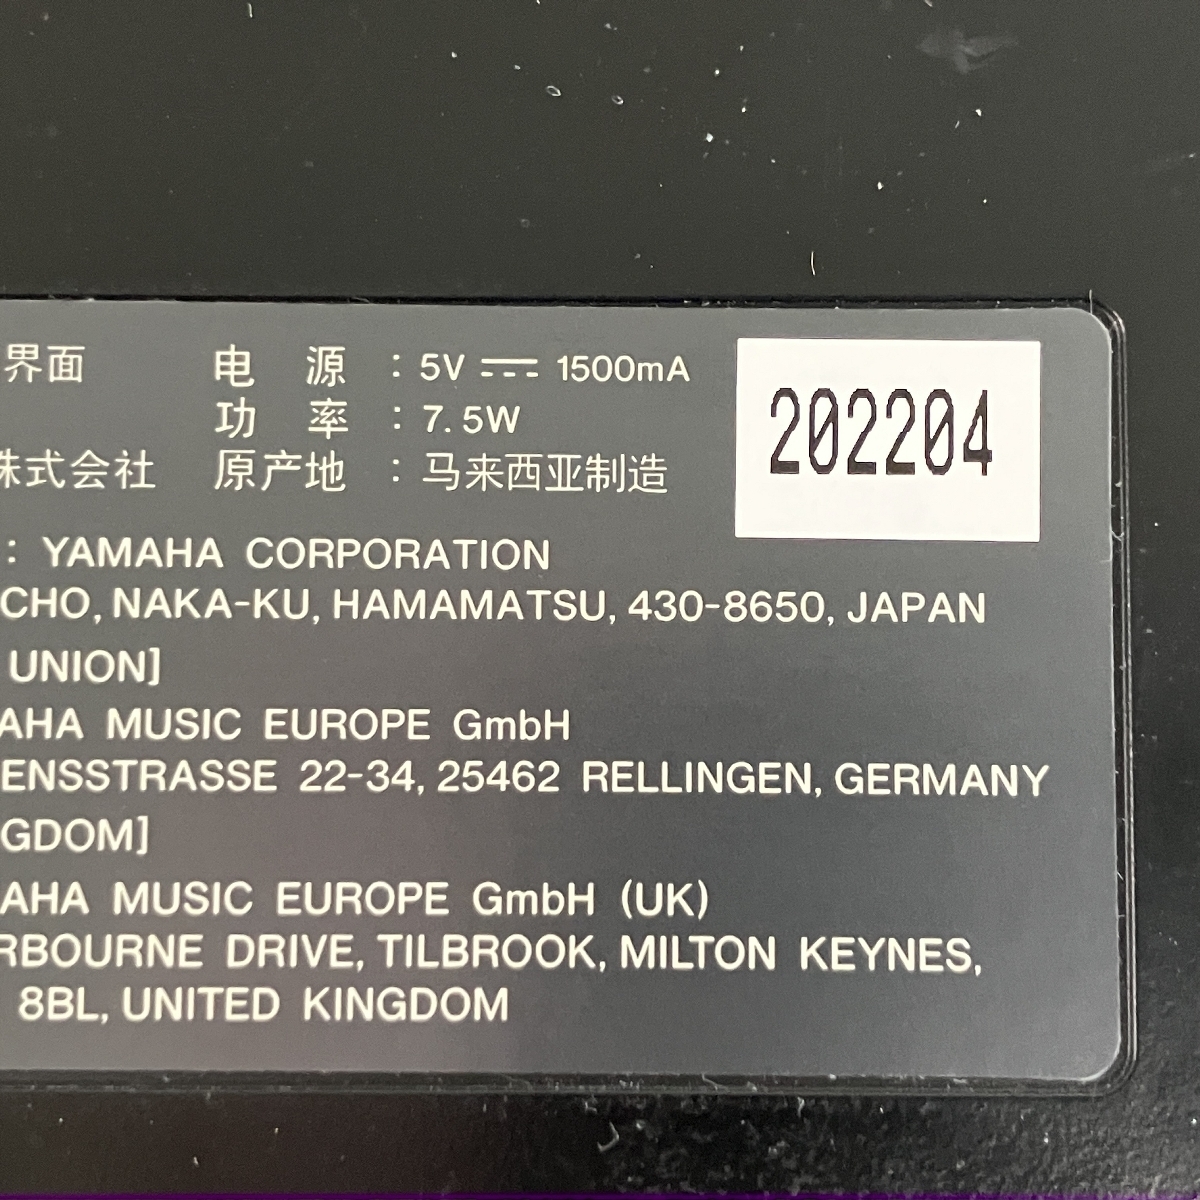 界面 电 源 : 5V ⎓ 1500mA
功 率 : 7.5W
株式会社 原产地 : 马来西亚制造
202204
: YAMAHA CORPORATION
CHO, NAKA-KU, HAMAMATSU, 430-8650, JAPAN
UNION]
AHA MUSIC EUROPE GmbH
ENSSTRASSE 22-34, 25462 RELLINGEN, GERMANY
GDOM]
AHA MUSIC EUROPE GmbH (UK)
RBOURNE DRIVE, TILBROOK, MILTON KEYNES,
8BL, UNITED KINGDOM